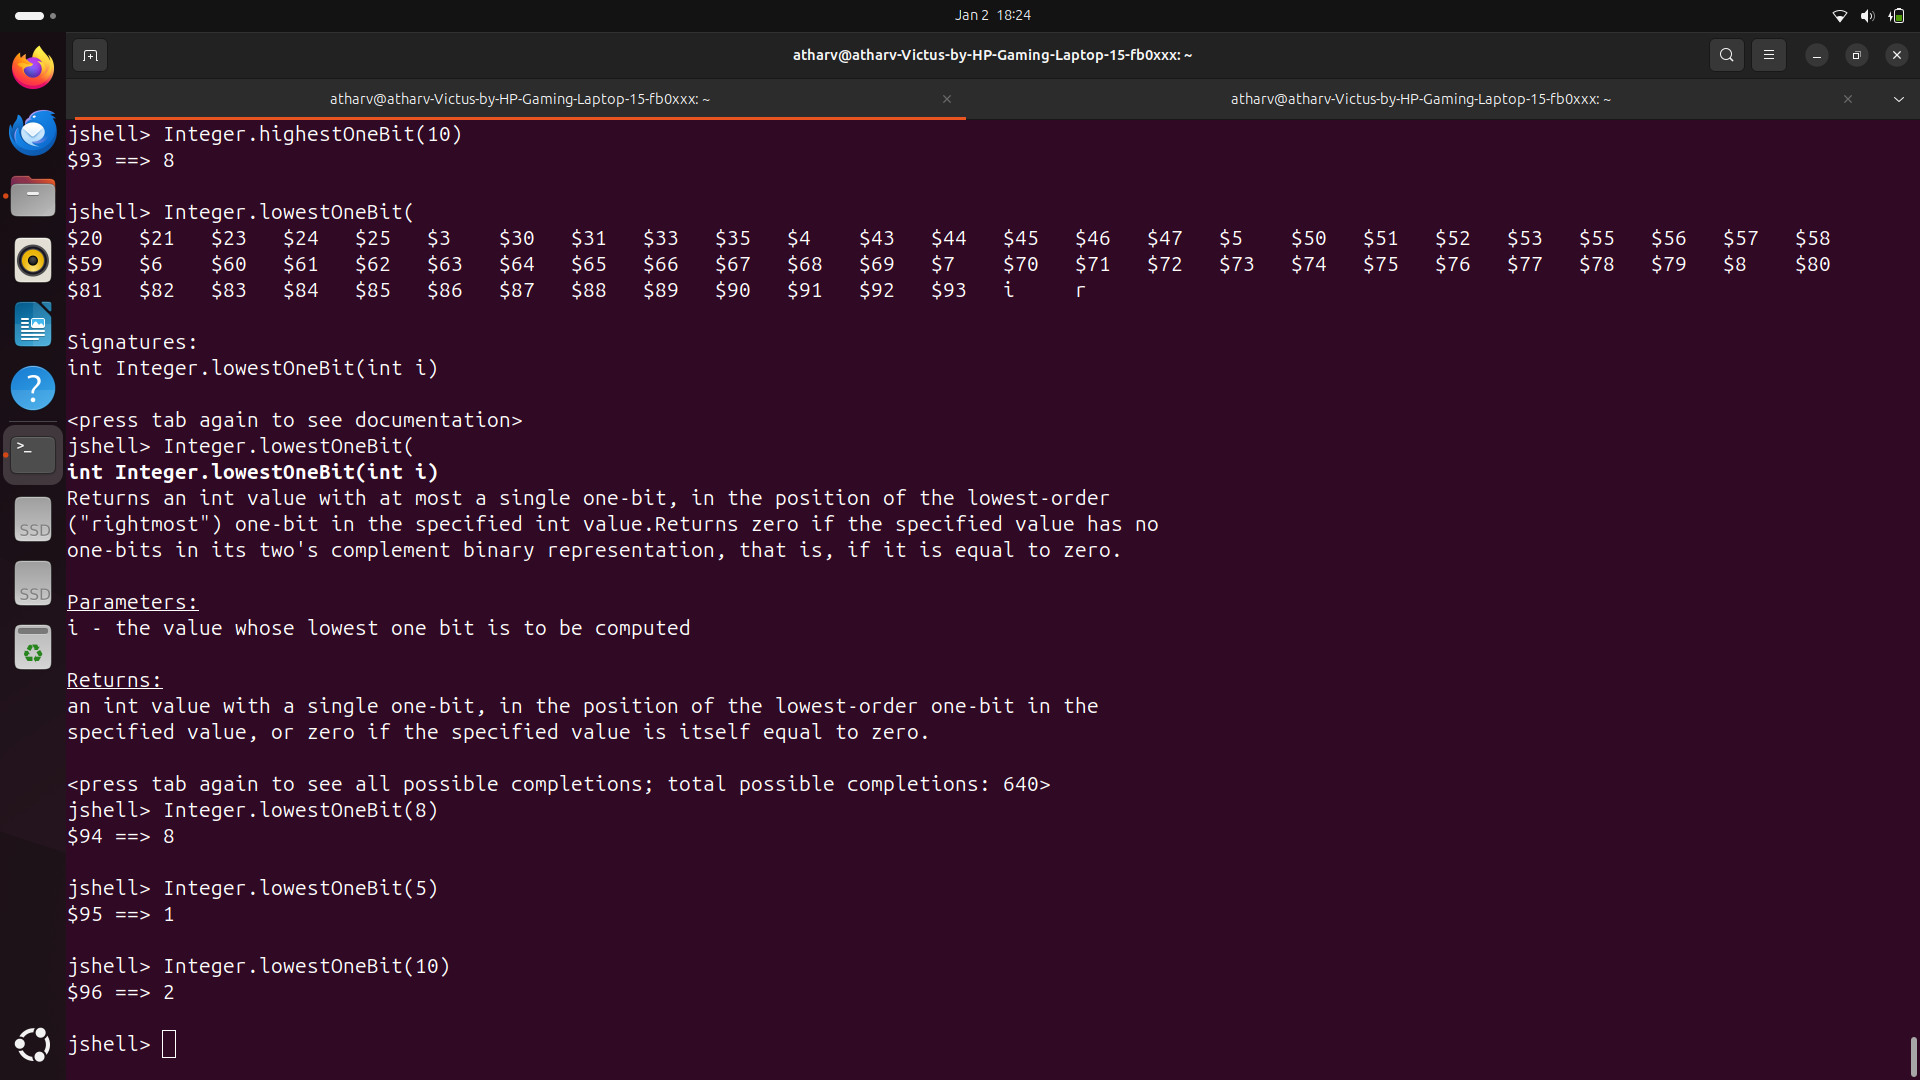 Jan 2 18:24
atharv@atharv-Victus-by-HP-Gaming-Laptop-15-fb0xxx: ~
atharv@atharv-Victus-by-HP-Gaming-Laptop-15-fb0xxx: ~
atharv@atharv-Victus-by-HP-Gaming-Laptop-15-fb0xxx: ~
jshell> Integer.highestOneBit(10)
$93 ==> 8
jshell> Integer.lowestOneBit(
$20 $21 $23 $24 $25 $3 $30 $31 $33 $35 $4 $43 $44 $45 $46 $47 $5 $50 $51 $52 $53 $55 $56 $57 $58
$59 $6 $60 $61 $62 $63 $64 $65 $66 $67 $68 $69 $7 $70 $71 $72 $73 $74 $75 $76 $77 $78 $79 $8 $80
$81 $82 $83 $84 $85 $86 $87 $88 $89 $90 $91 $92 $93 i r
Signatures:
int Integer.lowestOneBit(int i)
<press tab again to see documentation>
jshell> Integer.lowestOneBit(
int Integer.lowestOneBit(int i)
Returns an int value with at most a single one-bit, in the position of the lowest-order
("rightmost") one-bit in the specified int value.Returns zero if the specified value has no
one-bits in its two's complement binary representation, that is, if it is equal to zero.
Parameters:
i - the value whose lowest one bit is to be computed
Returns:
an int value with a single one-bit, in the position of the lowest-order one-bit in the
specified value, or zero if the specified value is itself equal to zero.
<press tab again to see all possible completions; total possible completions: 640>
jshell> Integer.lowestOneBit(8)
$94 ==> 8
jshell> Integer.lowestOneBit(5)
$95 ==> 1
jshell> Integer.lowestOneBit(10)
$96 ==> 2
jshell>
>_
SSD
SSD